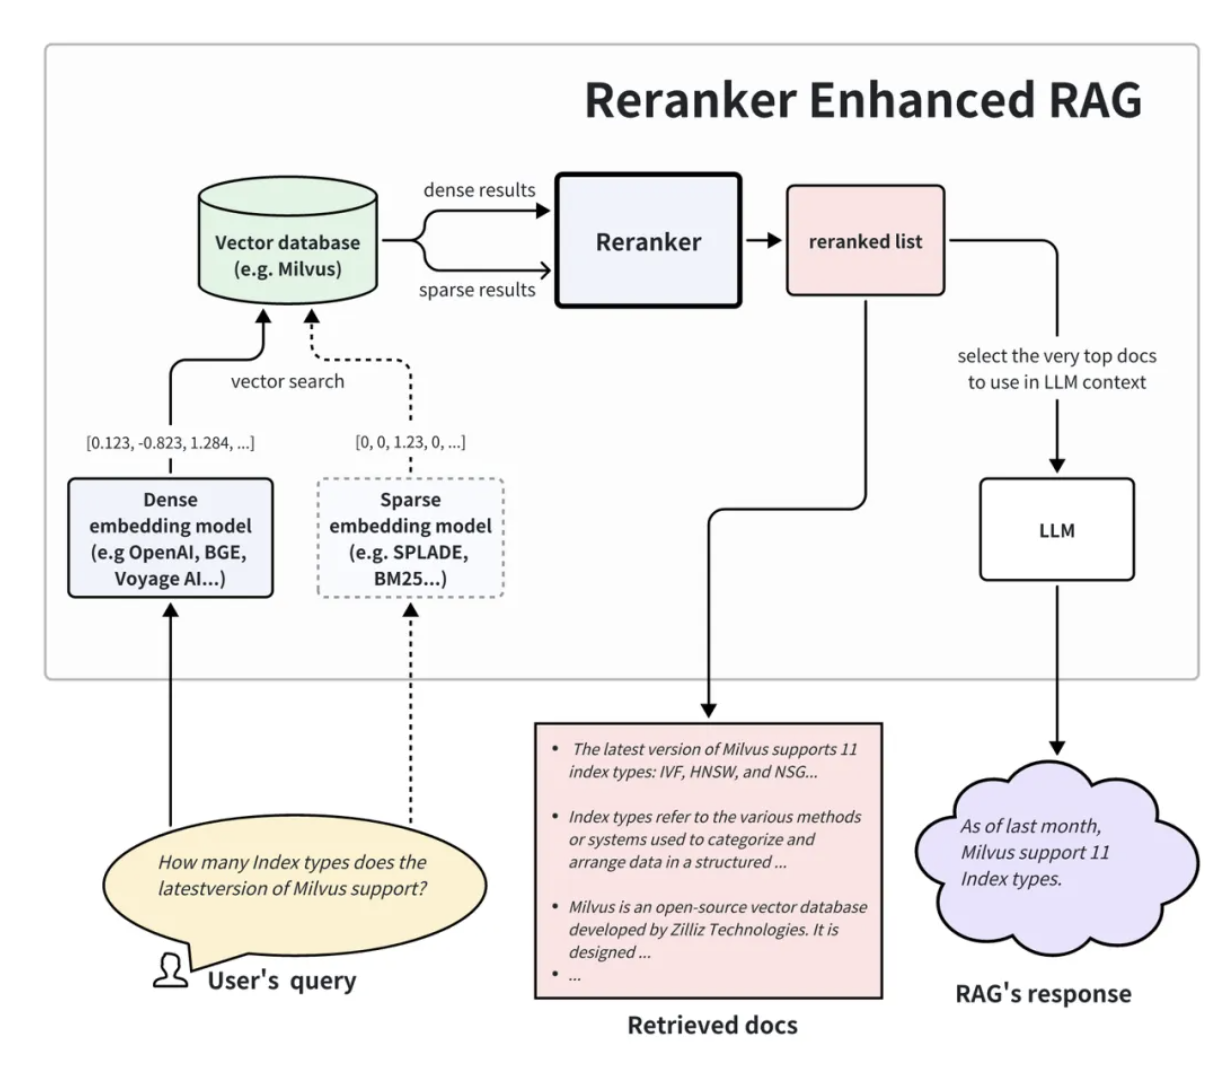 Reranker Enhanced RAG
dense results
Vector database
(e.g. Milvus)
Reranker
reranked list
sparse results
select the very top docs
to use in LLM context
vector search
[0.123, -0.823, 1.284, ...]
[0, 0, 1.23, 0, ...]
Dense
embedding model
(e.g OpenAI, BGE,
Voyage AI...)
Sparse
embedding model
(e.g. SPLADE,
BM25...)
LLM
How many Index types does the
latestversion of Milvus support?
User's query
• The latest version of Milvus supports 11
index types: IVF, HNSW, and NSG...
• Index types refer to the various methods
or systems used to categorize and
arrange data in a structured ...
• Milvus is an open-source vector database
developed by Zilliz Technologies. It is
designed ...
• ...
Retrieved docs
As of last month,
Milvus support 11
Index types.
RAG's response